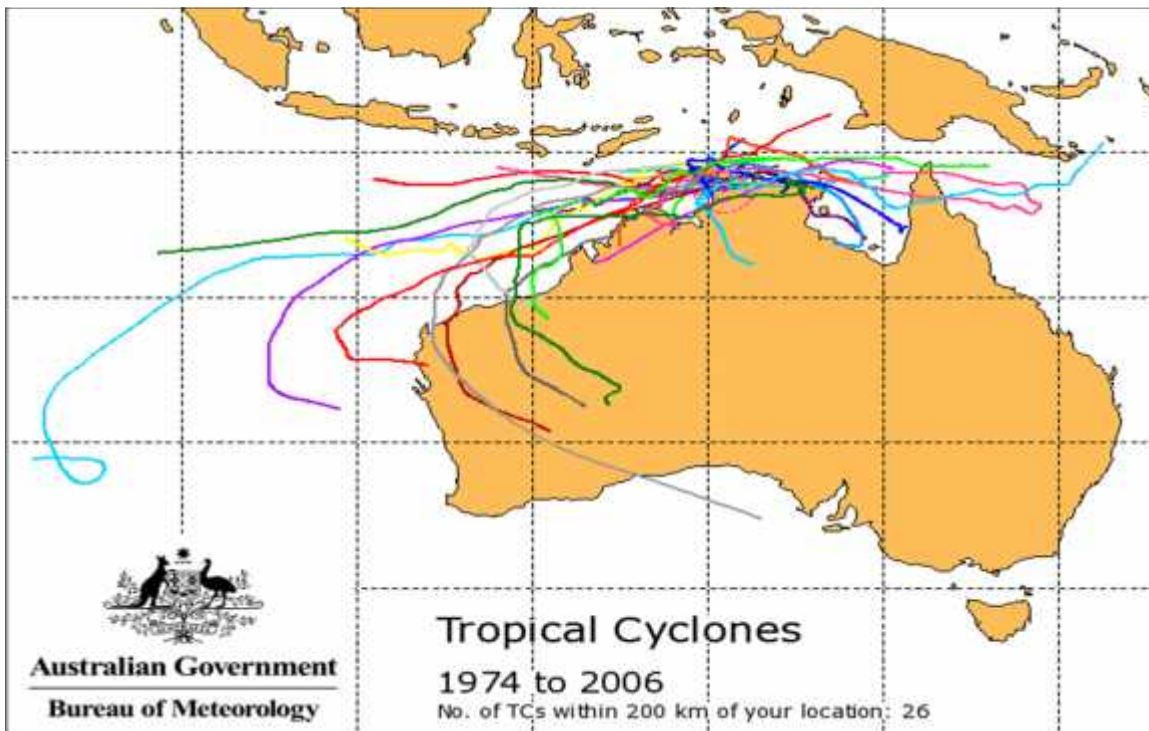 Australian Government
Bureau of Meteorology
Tropical Cyclones
1974 to 2006
No. of TCs within 200 km of your location: 26